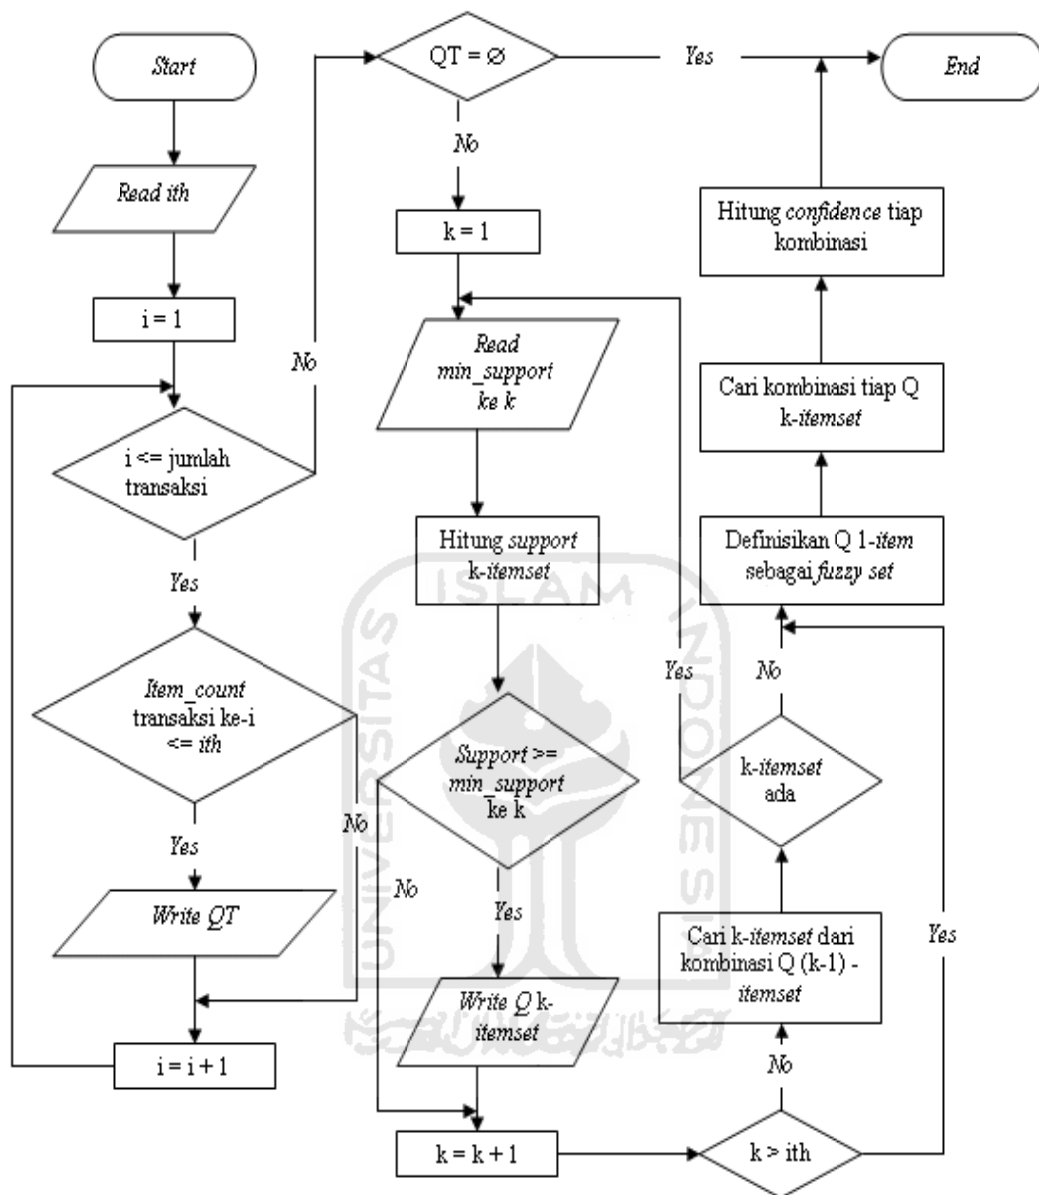 Start
Read ith
i = 1
i <= jumlah
transaksi
No
Yes
Item_count
transaksi ke-i
<= ith
No
Yes
Write QT
i = i + 1
QT = ∅
Yes
No
k = 1
Read
min_support
ke k
Hitung support
k-itemset
Support >=
min_support
ke k
No
Yes
Write Q k-
itemset
k = k + 1
k > ith
Yes
No
Cari k-itemset dari
kombinasi Q (k-1) -
itemset
k-itemset
ada
Yes
No
Definisikan Q 1-item
sebagai fuzzy set
Cari kombinasi tiap Q
k-itemset
Hitung confidence tiap
kombinasi
End
UNIVERSITAS
ISLAM
INDONESIA